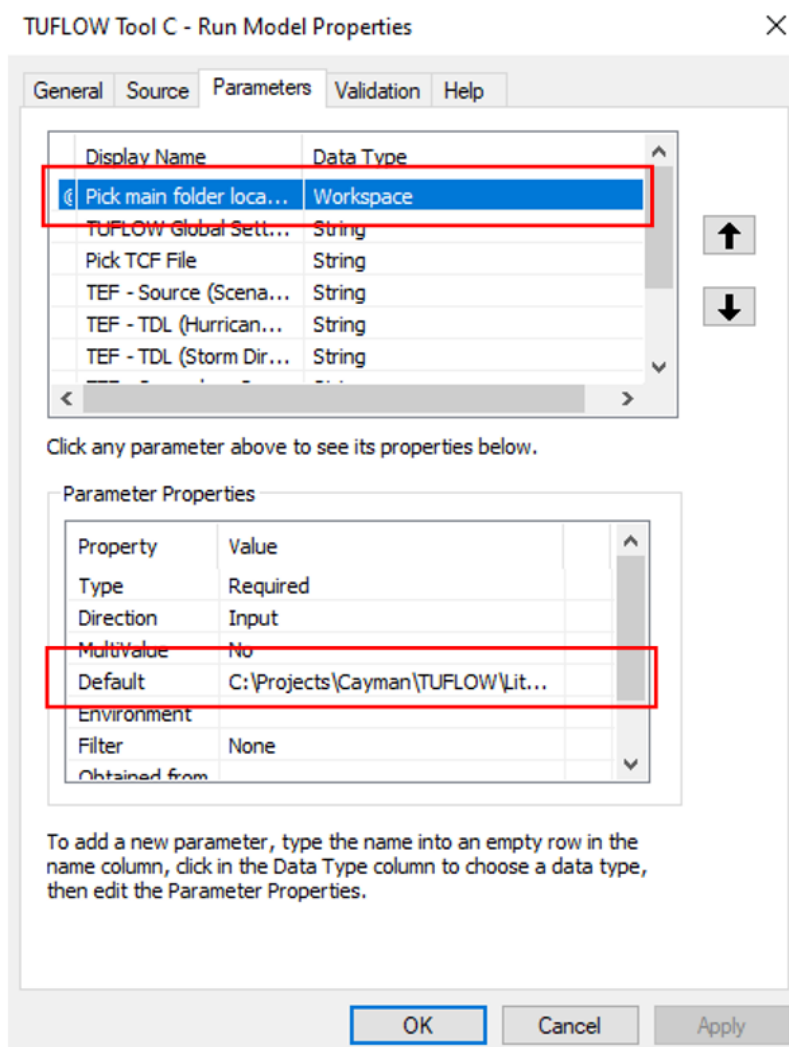 TUFLOW Tool C - Run Model Properties
General Source Parameters Validation Help
Display Name Data Type
Pick main folder loca... Workspace
TUFLOW Global Sett... String
Pick TCF File String
TEF - Source (Scena... String
TEF - TDL (Hurrican... String
TEF - TDL (Storm Dir... String
Click any parameter above to see its properties below.
Parameter Properties
Property Value
Type Required
Direction Input
MultiValue No
Default C:\Projects\Cayman\TUFLOW\Lit...
Environment
Filter None
Obtained from
To add a new parameter, type the name into an empty row in the
name column, click in the Data Type column to choose a data type,
then edit the Parameter Properties.
OK Cancel Apply